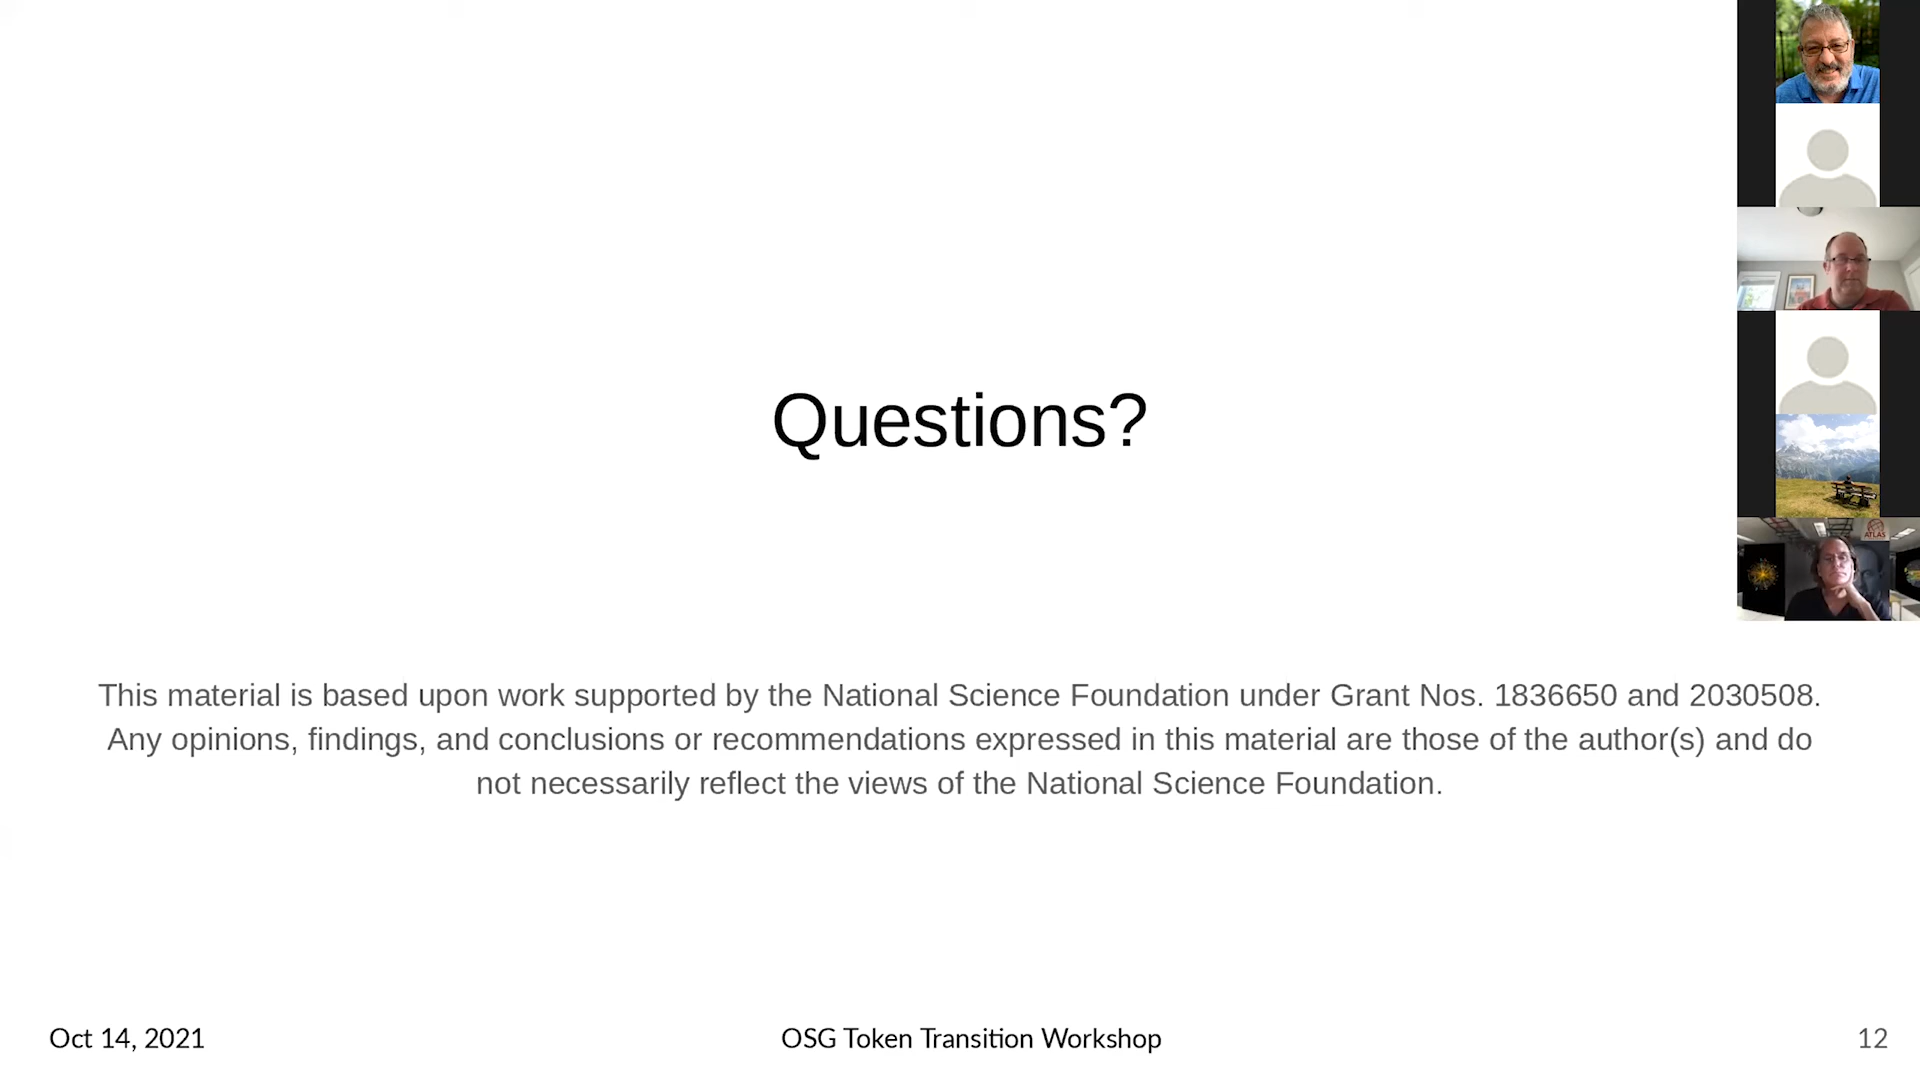 ATLAS
Questions?
This material is based upon work supported by the National Science Foundation under Grant Nos. 1836650 and 2030508.
Any opinions, findings, and conclusions or recommendations expressed in this material are those of the author(s) and do
not necessarily reflect the views of the National Science Foundation.
Oct 14, 2021
OSG Token Transition Workshop
12